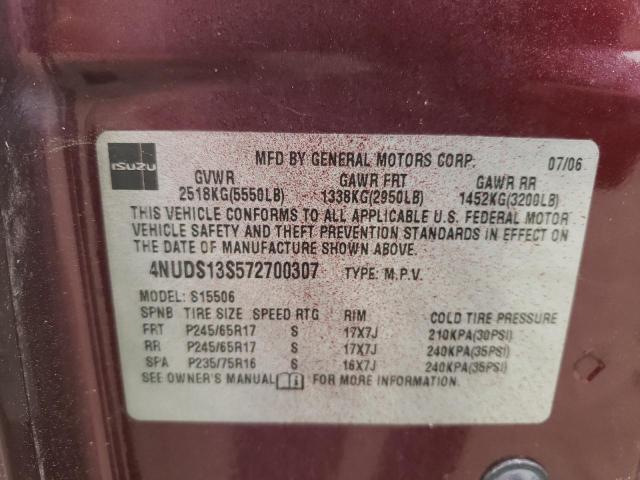 ISUZU
MFD BY GENERAL MOTORS CORP. 07/06
GVWR GAWR FRT GAWR RR
2518KG(5550LB) 1338KG(2950LB) 1452KG(3200LB)
THIS VEHICLE CONFORMS TO ALL APPLICABLE U.S. FEDERAL MOTOR
VEHICLE SAFETY AND THEFT PREVENTION STANDARDS IN EFFECT ON
THE DATE OF MANUFACTURE SHOWN ABOVE.
4NUDS13S572700307 TYPE: M.P.V.
MODEL: S15506
SPNB TIRE SIZE SPEED RTG RIM COLD TIRE PRESSURE
FRT P245/65R17 S 17X7J 210KPA(30PSI)
RR P245/65R17 S 17X7J 240KPA(35PSI)
SPA P235/75R16 S 16X7J 240KPA(35PSI)
SEE OWNER'S MANUAL FOR MORE INFORMATION.